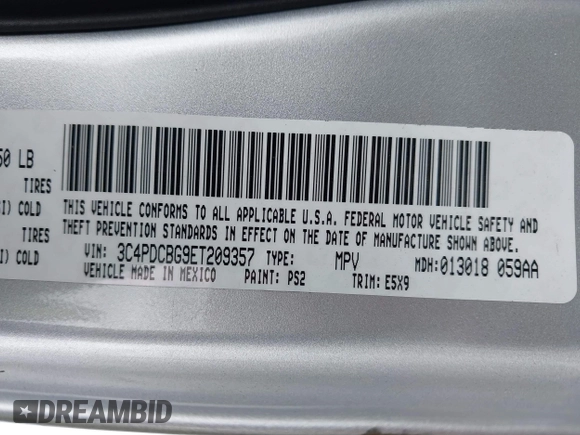 50 LB
TIRES
SI) COLD
TIRES
SI) COLD
THIS VEHICLE CONFORMS TO ALL APPLICABLE U.S.A. FEDERAL MOTOR VEHICLE SAFETY AND
THEFT PREVENTION STANDARDS IN EFFECT ON THE DATE OF MANUFACTURE SHOWN ABOVE.
VIN: 3C4PDCBG9ET209357 TYPE: MPV MDH:013018 059AA
VEHICLE MADE IN MEXICO PAINT: PS2 TRIM: E5X9
DREAMBID